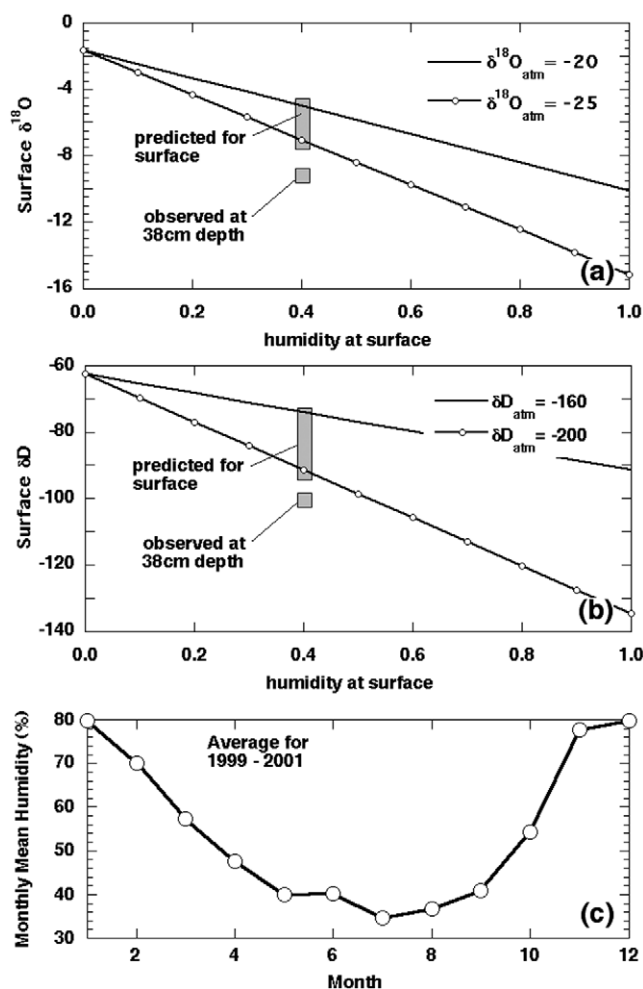 0
-4
-8
-12
-16
Surface δ18O
δ18Oatm= -20
δ18Oatm= -25
predicted for
surface
observed at
38cm depth
(a)
0.0 0.2 0.4 0.6 0.8 1.0
humidity at surface
-60
-80
-100
-120
-140
Surface δD
δDatm= -160
δDatm= -200
predicted for
surface
observed at
38cm depth
(b)
0.0 0.2 0.4 0.6 0.8 1.0
humidity at surface
80
70
60
50
40
30
Monthly Mean Humidity (%)
Average for
1999 - 2001
(c)
2 4 6 8 10 12
Month